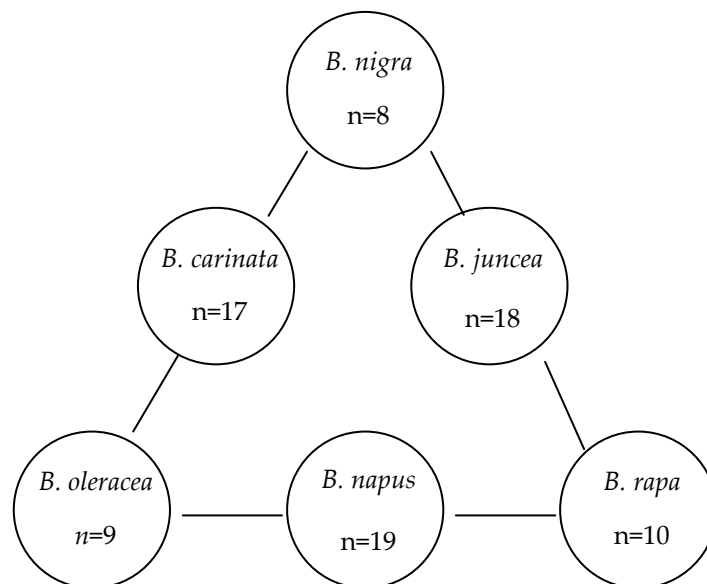 B. nigra
n=8
B. carinata
n=17
B. juncea
n=18
B. oleracea
n=9
B. napus
n=19
B. rapa
n=10